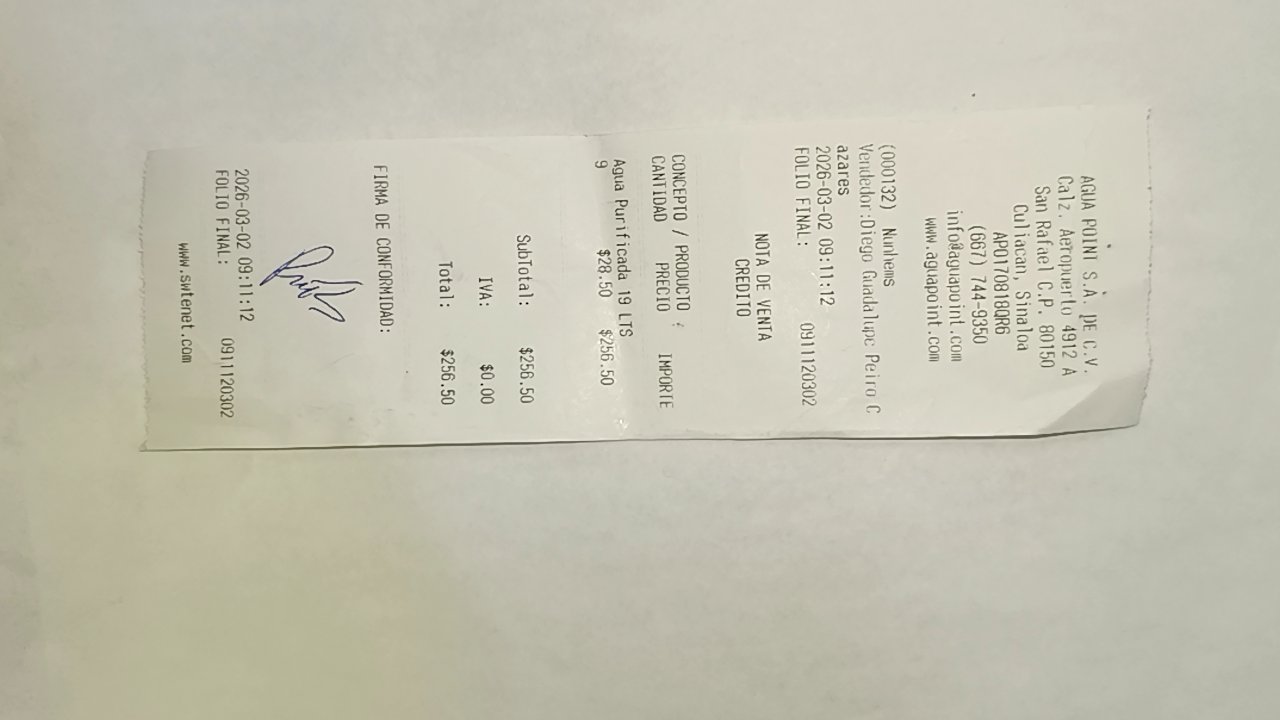 AGUA POINT S.A. DE C.V.
Calz. Aeropuerto 4912 A
San Rafael C.P. 80150
Culiacan, Sinaloa
APO170818QR6
(667) 744-9350
info@aguapoint.com
www.aguapoint.com
(000132) Nunhems
Vendedor:Diego Guadalupe Peiro C
azares
2026-03-02 09:11:12
FOLIO FINAL: 0911120302
NOTA DE VENTA
CREDITO
CONCEPTO / PRODUCTO
CANTIDAD PRECIO IMPORTE
Agua Purificada 19 LTS
9 $28.50 $256.50
SubTotal: $256.50
IVA: $0.00
Total: $256.50
FIRMA DE CONFORMIDAD:
2026-03-02 09:11:12
FOLIO FINAL: 0911120302
www.swtenet.com